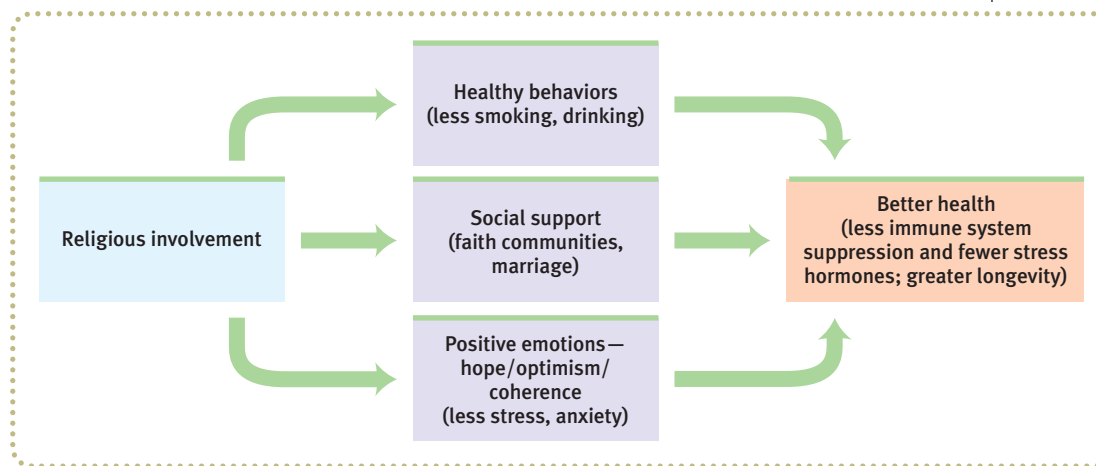 Healthy behaviors
(less smoking, drinking)
Religious involvement
Social support
(faith communities,
marriage)
Better health
(less immune system
suppression and fewer stress
hormones; greater longevity)
Positive emotions—
hope/optimism/
coherence
(less stress, anxiety)